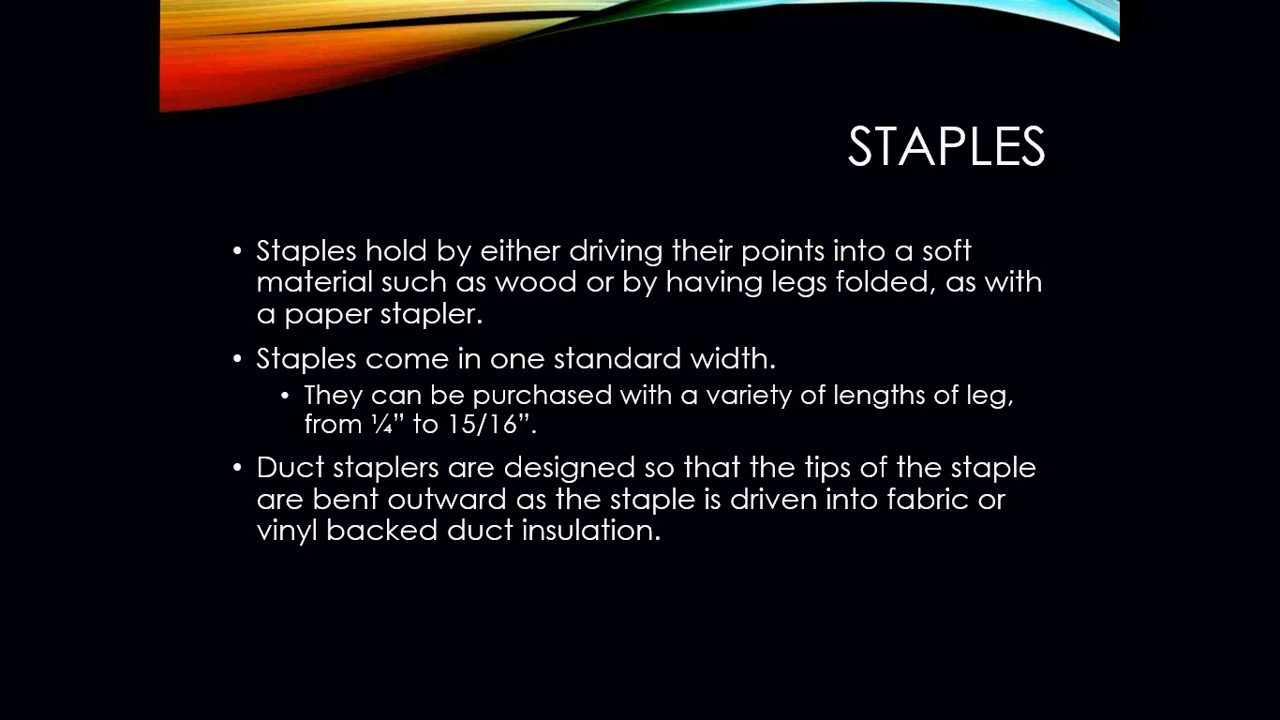 STAPLES
• Staples hold by either driving their points into a soft
material such as wood or by having legs folded, as with
a paper stapler.
• Staples come in one standard width.
• They can be purchased with a variety of lengths of leg,
from ¼” to 15/16”.
• Duct staplers are designed so that the tips of the staple
are bent outward as the staple is driven into fabric or
vinyl backed duct insulation.